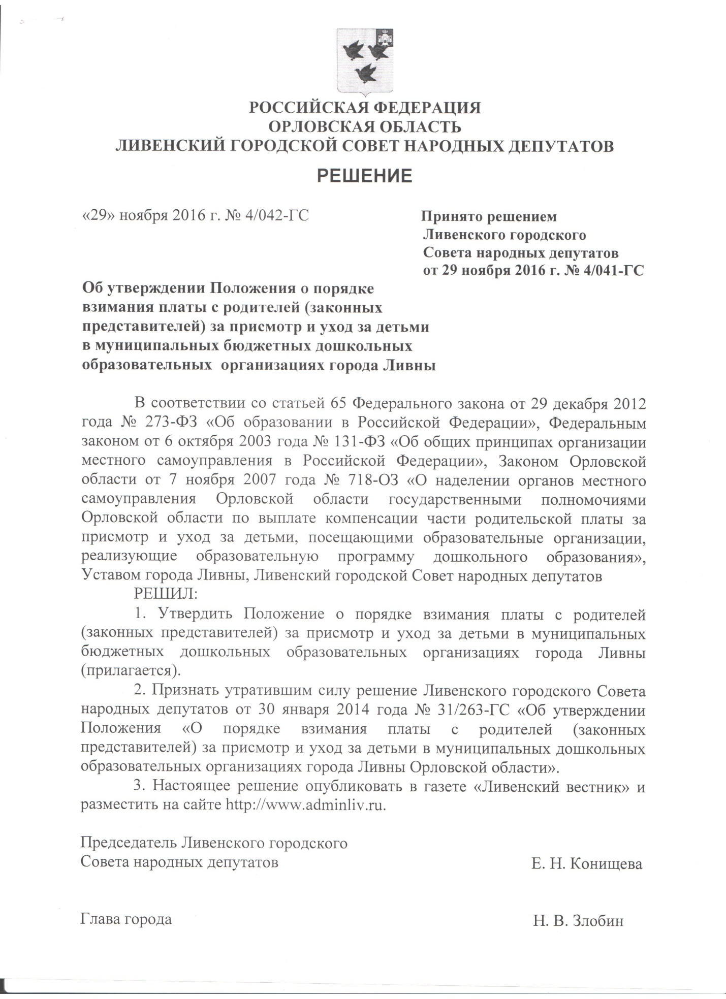 РОССИЙСКАЯ ФЕДЕРАЦИЯ
ОРЛОВСКАЯ ОБЛАСТЬ
ЛИВЕНСКИЙ ГОРОДСКОЙ СОВЕТ НАРОДНЫХ ДЕПУТАТОВ
РЕШЕНИЕ
«29» ноября 2016 г. № 4/042-ГС
Принято решением
Ливенского городского
Совета народных депутатов
от 29 ноября 2016 г. № 4/041-ГС
Об утверждении Положения о порядке
взимания платы с родителей (законных
представителей) за присмотр и уход за детьми
в муниципальных бюджетных дошкольных
образовательных организациях города Ливны
В соответствии со статьей 65 Федерального закона от 29 декабря 2012
года № 273-ФЗ «Об образовании в Российской Федерации», Федеральным
законом от 6 октября 2003 года № 131-ФЗ «Об общих принципах организации
местного самоуправления в Российской Федерации», Законом Орловской
области от 7 ноября 2007 года № 718-ОЗ «О наделении органов местного
самоуправления Орловской области государственными полномочиями
Орловской области по выплате компенсации части родительской платы за
присмотр и уход за детьми, посещающими образовательные организации,
реализующие образовательную программу дошкольного образования»,
Уставом города Ливны, Ливенский городской Совет народных депутатов
РЕШИЛ:
1. Утвердить Положение о порядке взимания платы с родителей
(законных представителей) за присмотр и уход за детьми в муниципальных
бюджетных дошкольных образовательных организациях города Ливны
(прилагается).
2. Признать утратившим силу решение Ливенского городского Совета
народных депутатов от 30 января 2014 года № 31/263-ГС «Об утверждении
Положения «О порядке взимания платы с родителей (законных
представителей) за присмотр и уход за детьми в муниципальных дошкольных
образовательных организациях города Ливны Орловской области».
3. Настоящее решение опубликовать в газете «Ливенский вестник» и
разместить на сайте http://www.adminliv.ru.
Председатель Ливенского городского
Совета народных депутатов Е. Н. Конищева
Глава города Н. В. Злобин